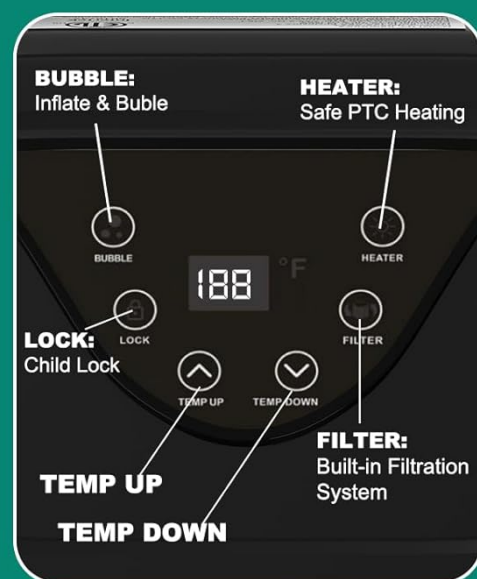 BUBBLE:
Inflate & Buble
HEATER:
Safe PTC Heating
BUBBLE
HEATER
188 °F
LOCK
FILTER
LOCK:
Child Lock
TEMP UP
TEMP DOWN
FILTER:
Built-in Filtration
System
TEMP UP
TEMP DOWN